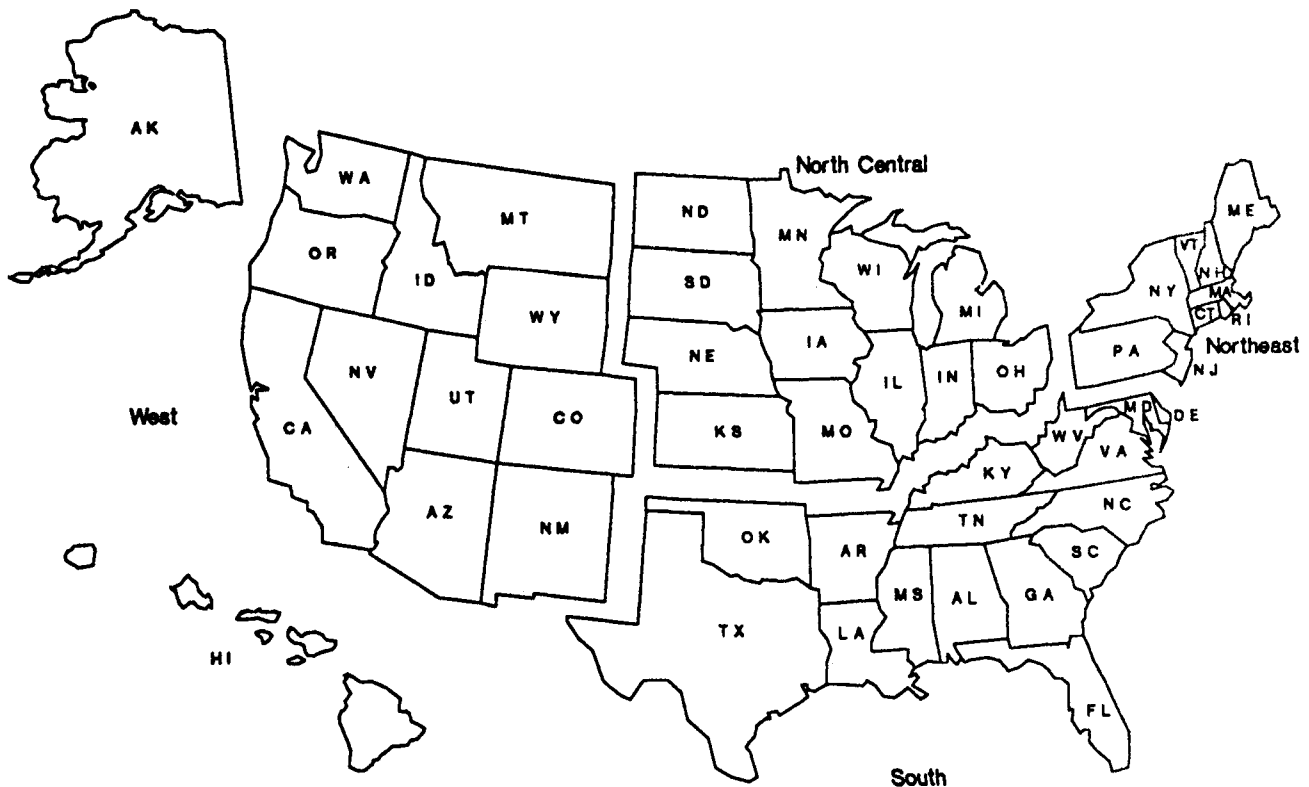 AK
North Central
WA
MT
ND
MN
ME
VT
OR
ID
SD
WI
MI
NH
NY
MA
CT
RI
WY
NE
IA
PA
Northeast
NJ
NV
UT
CO
IL
IN
OH
West
CA
KS
MO
WV
MD
DE
VA
KY
AZ
NM
OK
AR
TN
NC
SC
MS
AL
GA
TX
LA
HI
FL
South